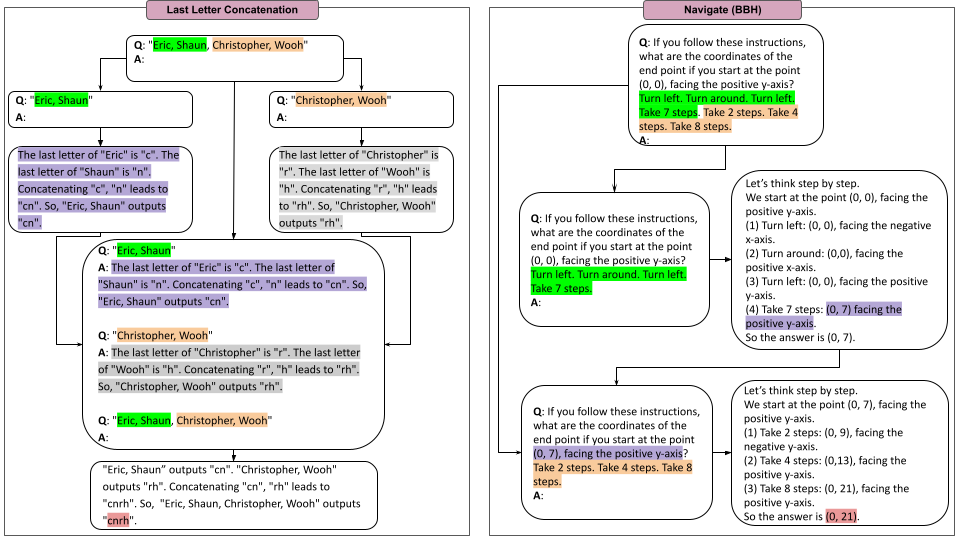 Last Letter Concatenation
Q: "Eric, Shaun, Christopher, Wooh"
A:
Q: "Eric, Shaun"
A:
Q: "Christopher, Wooh"
A:
The last letter of "Eric" is "c". The
last letter of "Shaun" is "n".
Concatenating "c", "n" leads to
"cn". So, "Eric, Shaun" outputs
"cn".
The last letter of "Christopher" is
"r". The last letter of "Wooh" is
"h". Concatenating "r", "h" leads
to "rh". So, "Christopher, Wooh"
outputs "rh".
Q: "Eric, Shaun"
A: The last letter of "Eric" is "c". The last letter of
"Shaun" is "n". Concatenating "c", "n" leads to "cn". So,
"Eric, Shaun" outputs "cn".
Q: "Christopher, Wooh"
A: The last letter of "Christopher" is "r". The last letter
of "Wooh" is "h". Concatenating "r", "h" leads to "rh".
So, "Christopher, Wooh" outputs "rh".
Q: "Eric, Shaun, Christopher, Wooh"
A:
"Eric, Shaun” outputs "cn". "Christopher, Wooh"
outputs "rh". Concatenating "cn", "rh" leads to
"cnrh". So,  "Eric, Shaun, Christopher, Wooh" outputs
"cnrh".
Navigate (BBH)
Q: If you follow these instructions,
what are the coordinates of the
end point if you start at the point
(0, 0), facing the positive y-axis?
Turn left. Turn around. Turn left.
Take 7 steps. Take 2 steps. Take 4
steps. Take 8 steps.
A:
Q: If you follow these instructions,
what are the coordinates of the
end point if you start at the point
(0, 0), facing the positive y-axis?
Turn left. Turn around. Turn left.
Take 7 steps.
A:
Let’s think step by step.
We start at the point (0, 0), facing the
positive y-axis.
(1) Turn left: (0, 0), facing the negative
x-axis.
(2) Turn around: (0,0), facing the
positive x-axis.
(3) Turn left: (0, 0), facing the positive
y-axis.
(4) Take 7 steps: (0, 7) facing the
positive y-axis.
So the answer is (0, 7).
Q: If you follow these instructions,
what are the coordinates of the
end point if you start at the point
(0, 7), facing the positive y-axis?
Take 2 steps. Take 4 steps. Take 8
steps.
A:
Let’s think step by step.
We start at the point (0, 7), facing the
positive y-axis.
(1) Take 2 steps: (0, 9), facing the
negative y-axis.
(2) Take 4 steps: (0,13), facing the
positive y-axis.
(3) Take 8 steps: (0, 21), facing the
positive y-axis.
So the answer is (0, 21).